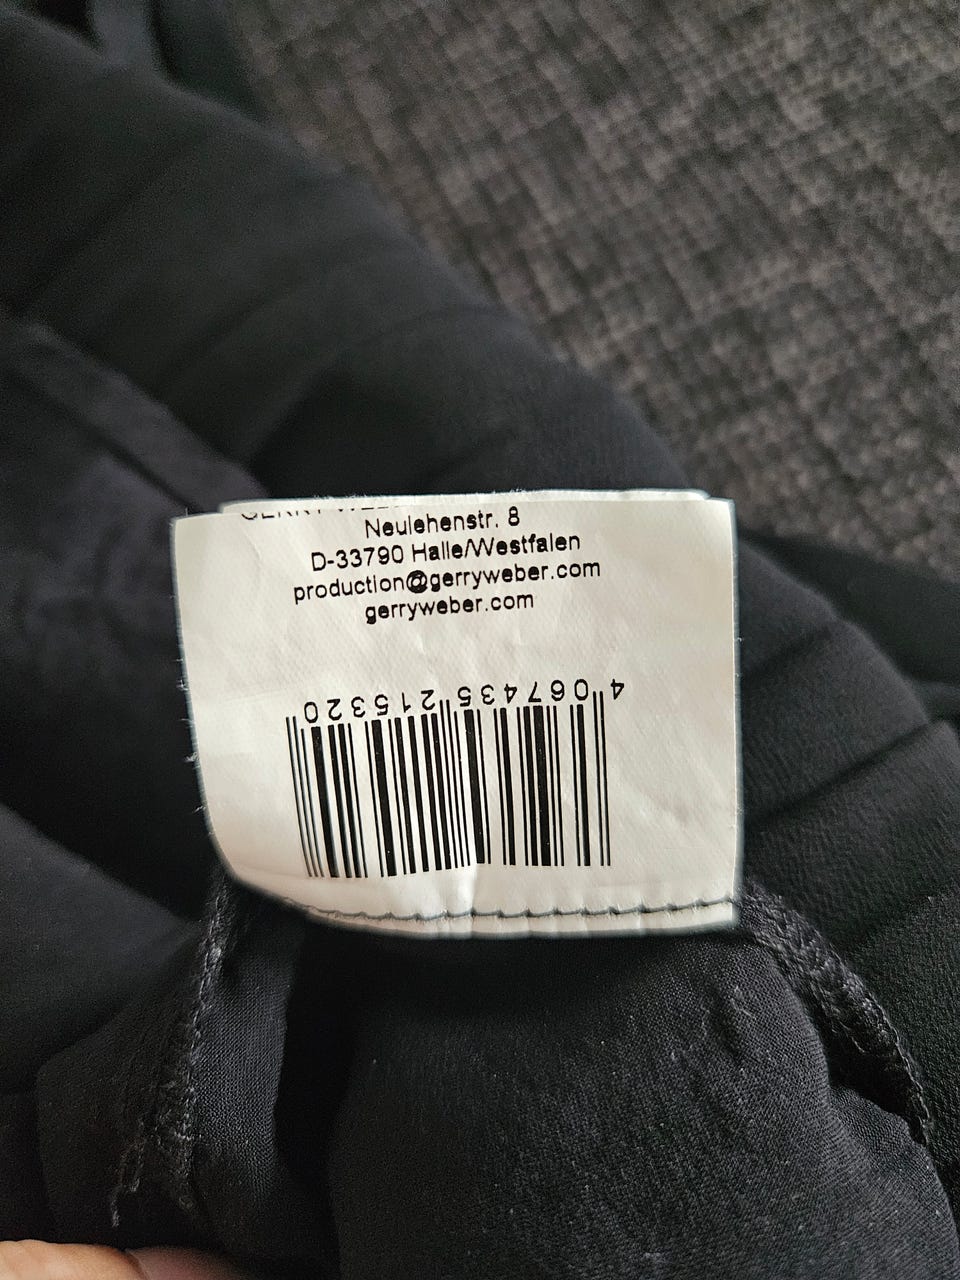 Neulehenstr. 8
D-33790 Halle/Westfalen
production@gerryweber.com
gerryweber.com
4 067435 215320